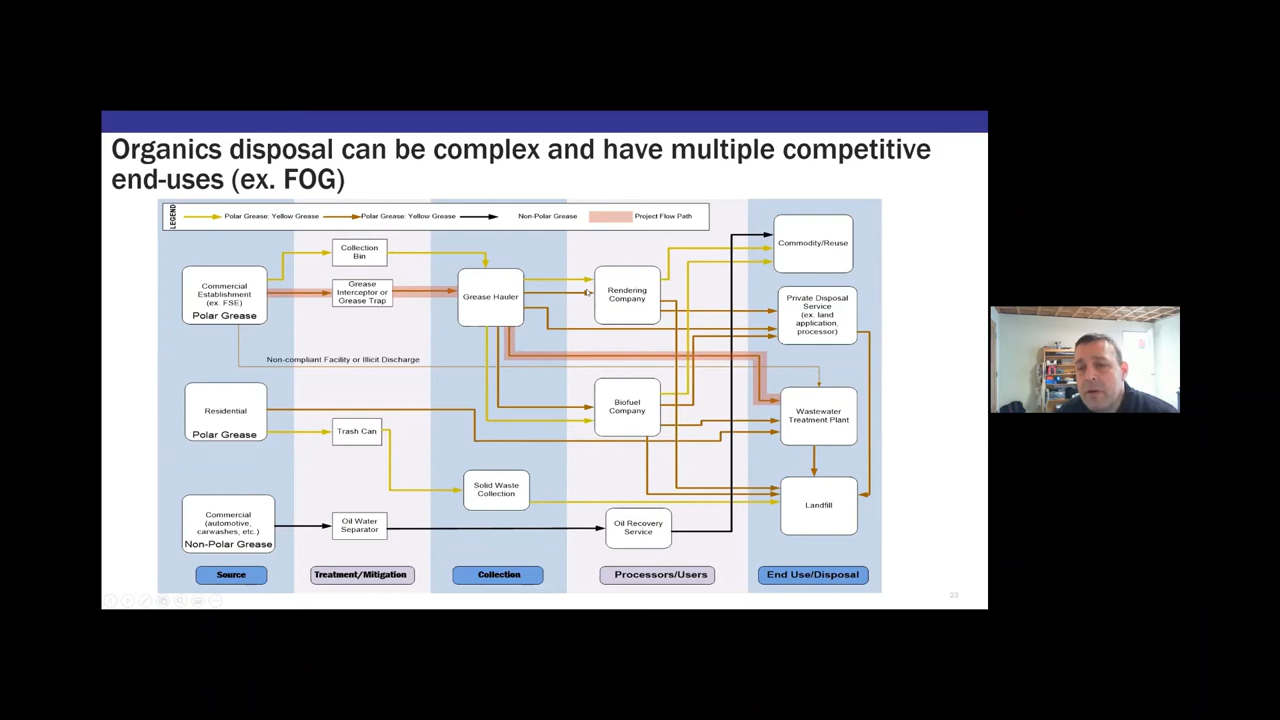 Organics disposal can be complex and have multiple competitive
end-uses (ex. FOG)
LEGEND
Polar Grease: Yellow Grease
Polar Grease: Yellow Grease
Non-Polar Grease
Project Flow Path
Commercial
Establishment
(ex. FSE)
Polar Grease
Collection
Bin
Grease
Interceptor or
Grease Trap
Grease Hauler
Rendering
Company
Commodity/Reuse
Private Disposal
Service
(ex. land
application,
processor)
Non-compliant Facility or Illicit Discharge
Residential
Polar Grease
Trash Can
Biofuel
Company
Wastewater
Treatment Plant
Solid Waste
Collection
Landfill
Commercial
(automotive,
carwashes, etc.)
Non-Polar Grease
Oil Water
Separator
Oil Recovery
Service
Source
Treatment/Mitigation
Collection
Processors/Users
End Use/Disposal
23